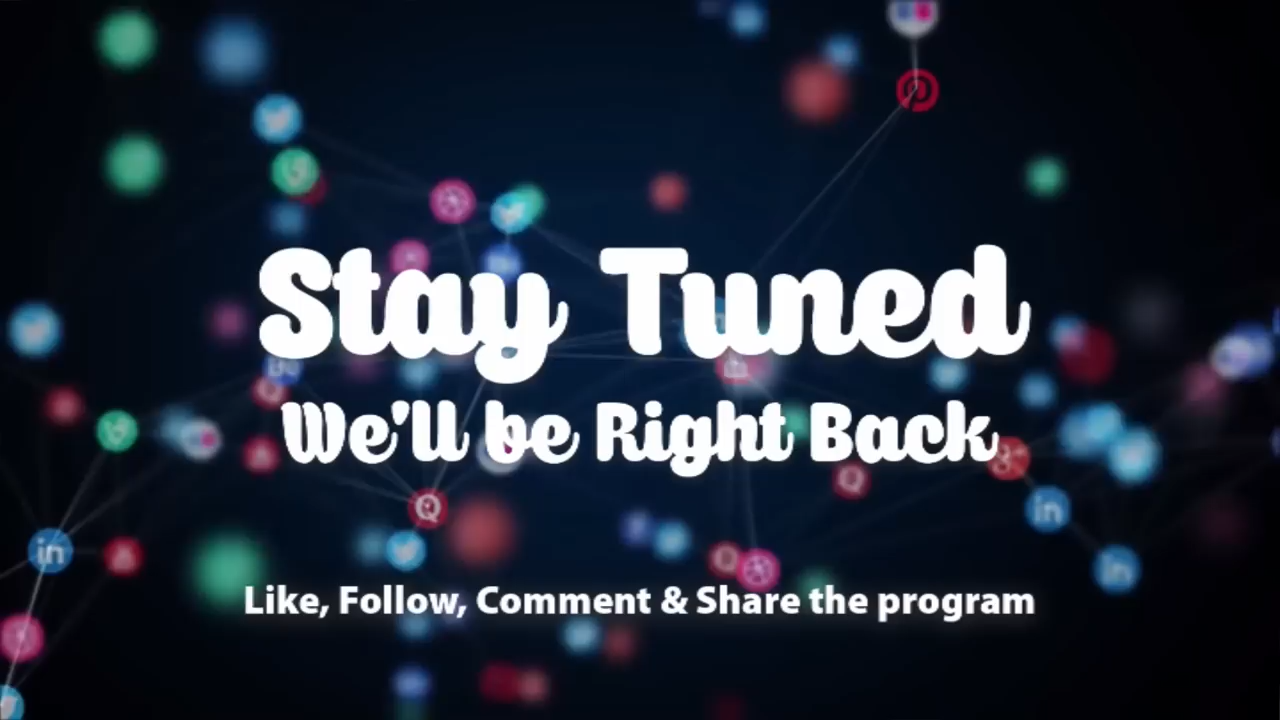 Stay Tuned
We'll be Right Back
Like, Follow, Comment & Share the program